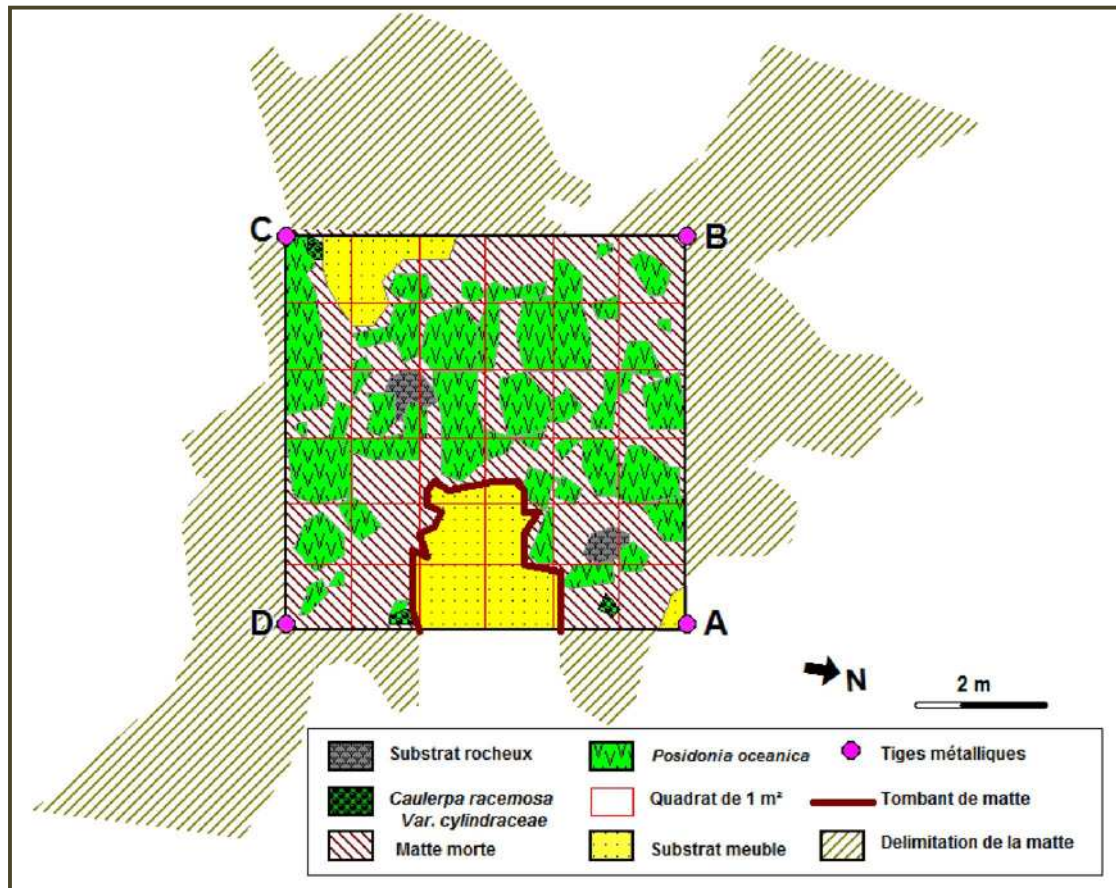 C
B
D
A
N
2 m
Substrat rocheux
Posidonia oceanica
Tiges métalliques
Caulerpa racemosa
Var. cylindraceae
Quadrat de 1 m²
Tombant de matte
Matte morte
Substrat meuble
Delimitation de la matte